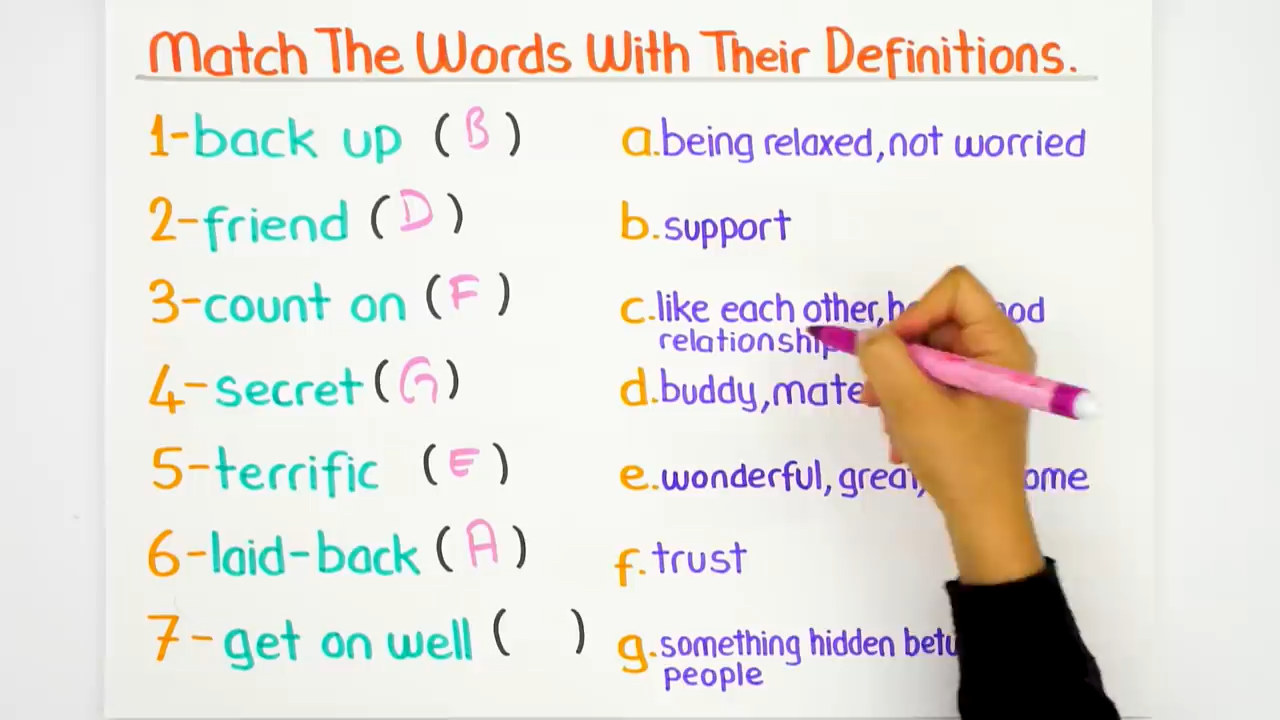 Match The Words With Their Definitions.
1-back up (B) a.being relaxed,not worried
2-friend (D) b.support
3-count on (F) c.like each other, good
relationship
4-secret (G) d.buddy,mate
5-terrific (E) e.wonderful, great,
6-laid-back (A) f.trust
7-get on well ( ) g.something hidden
people